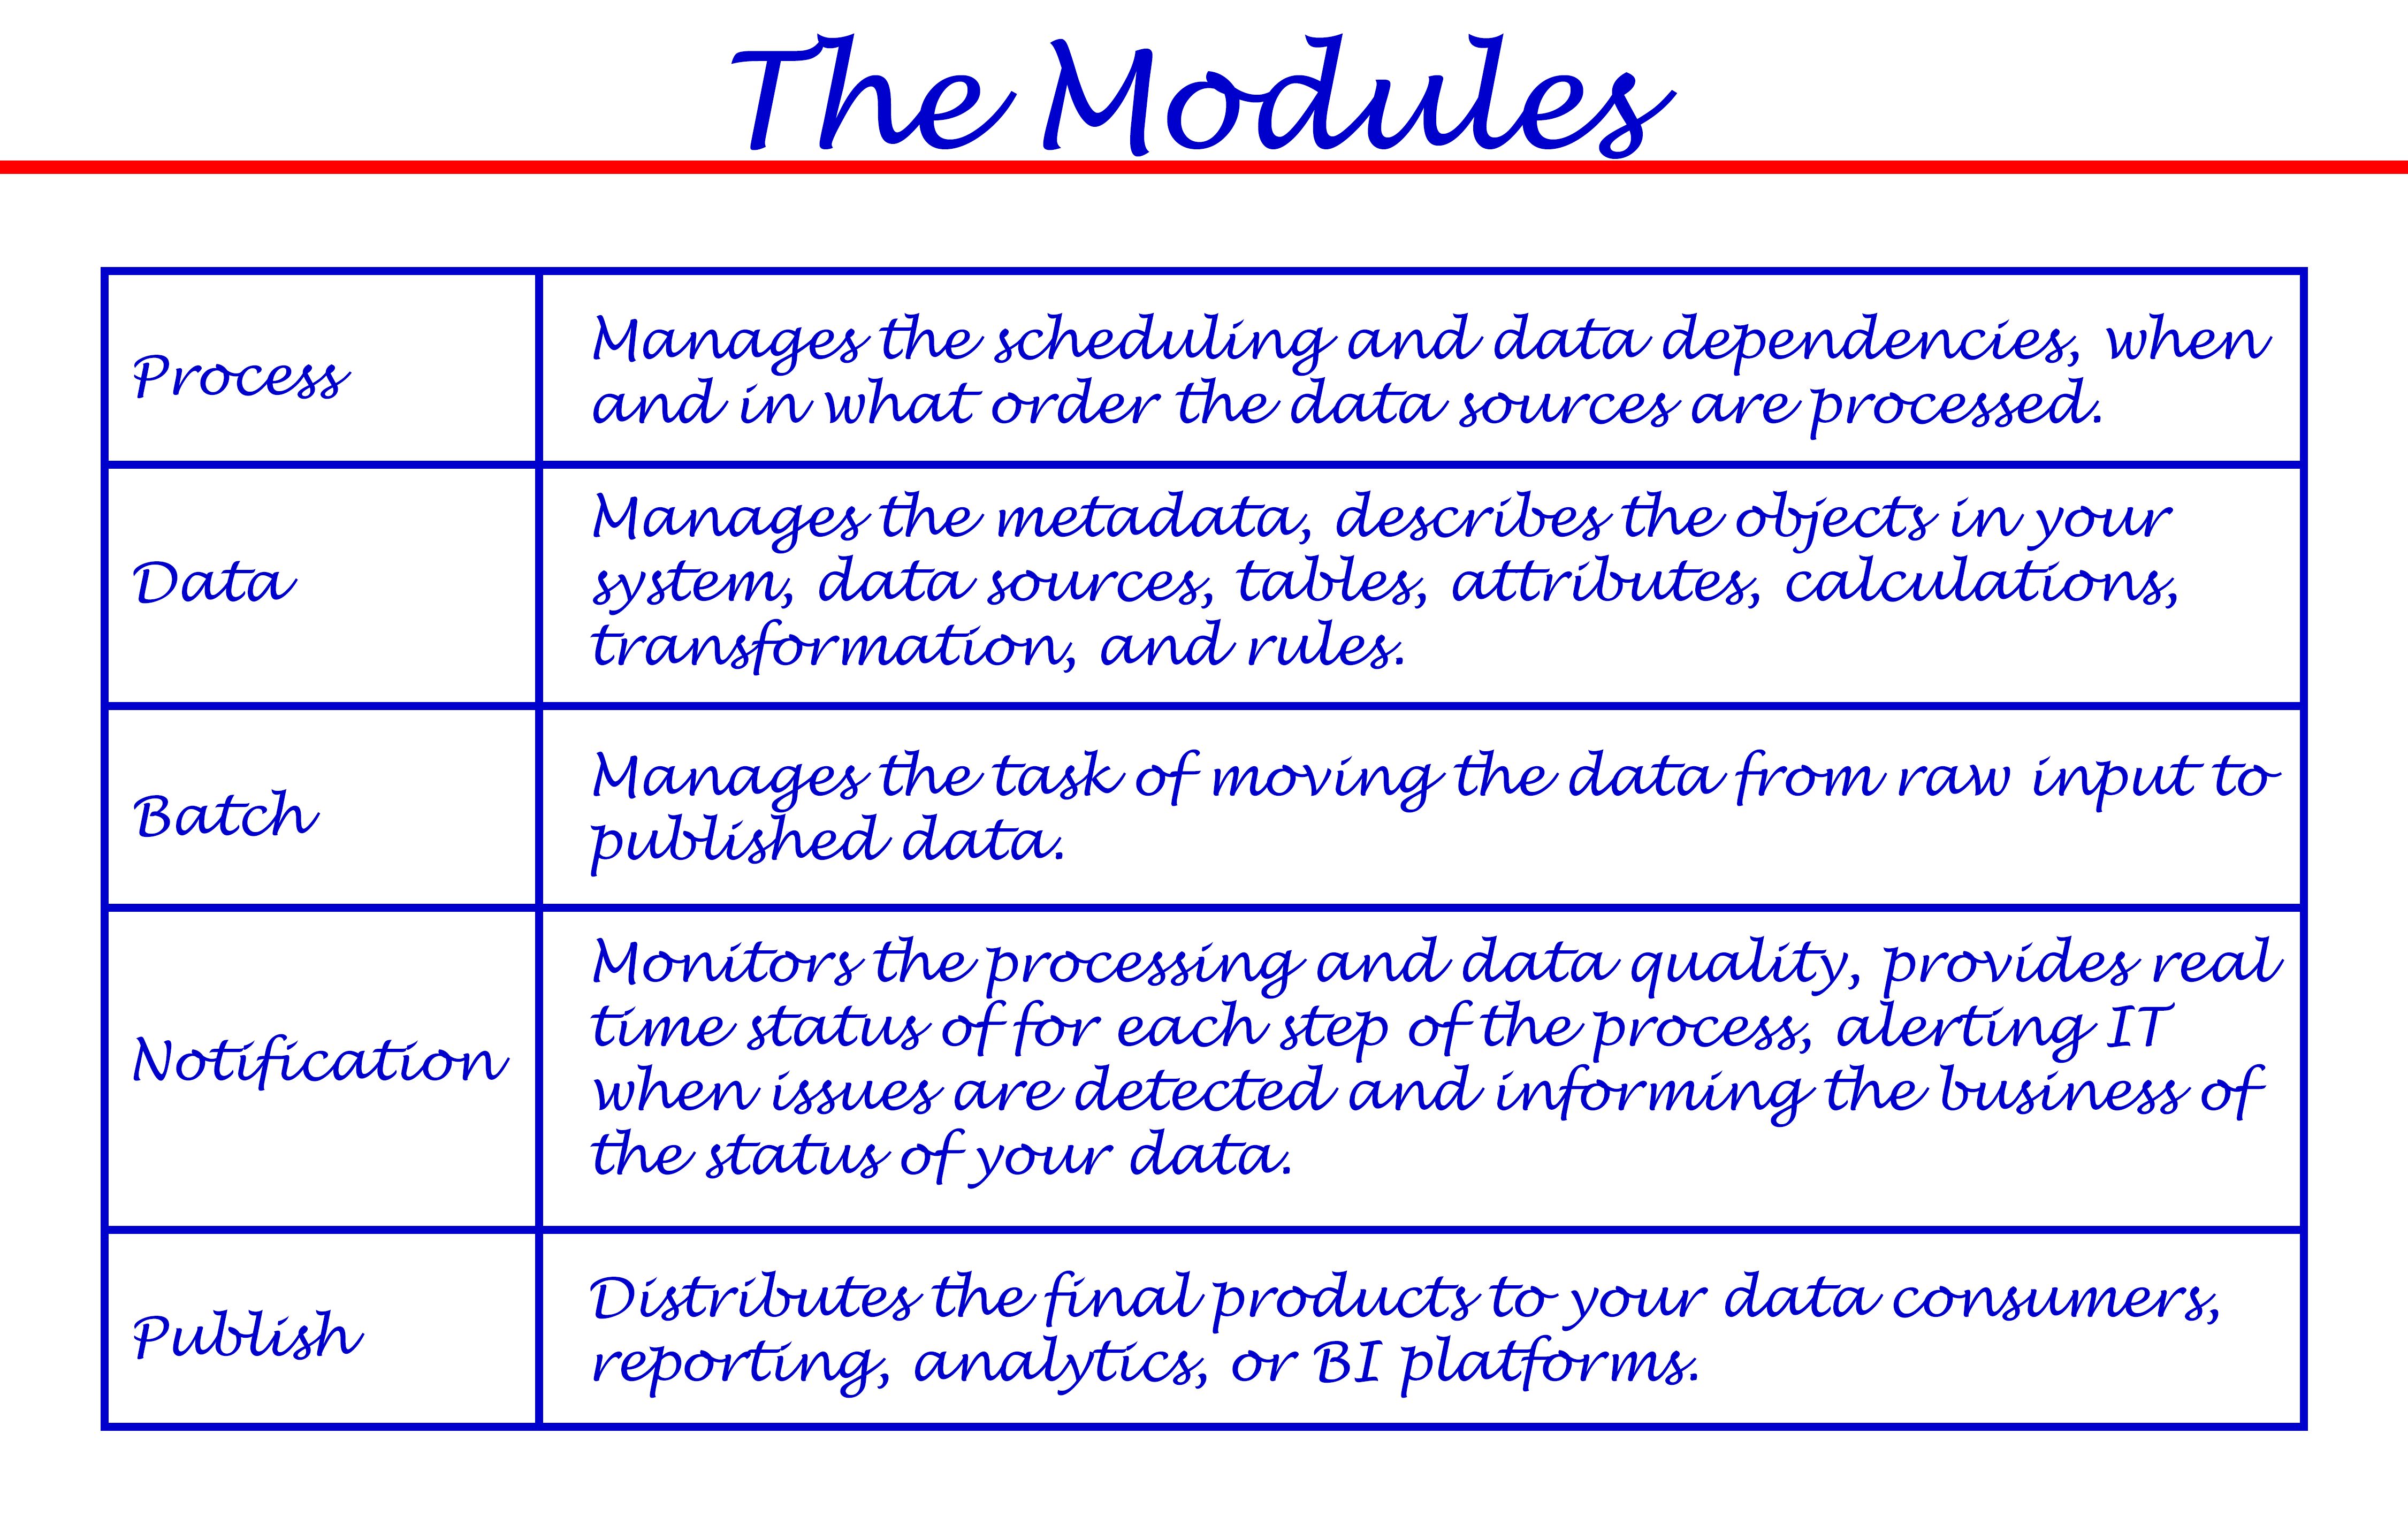 The Modules
Process
Manages the scheduling and data dependencies, when
and in what order the data sources are processed.
Data
Manages the metadata, describes the objects in your
system, data sources, tables, attributes, calculations,
transformation, and rules.
Batch
Manages the task of moving the data from raw input to
published data.
Notification
Monitors the processing and data quality, provides real
time status of for each step of the process, alerting IT
when issues are detected and informing the business of
the status of your data.
Publish
Distributes the final products to your data consumers,
reporting, analytics, or BI platforms.